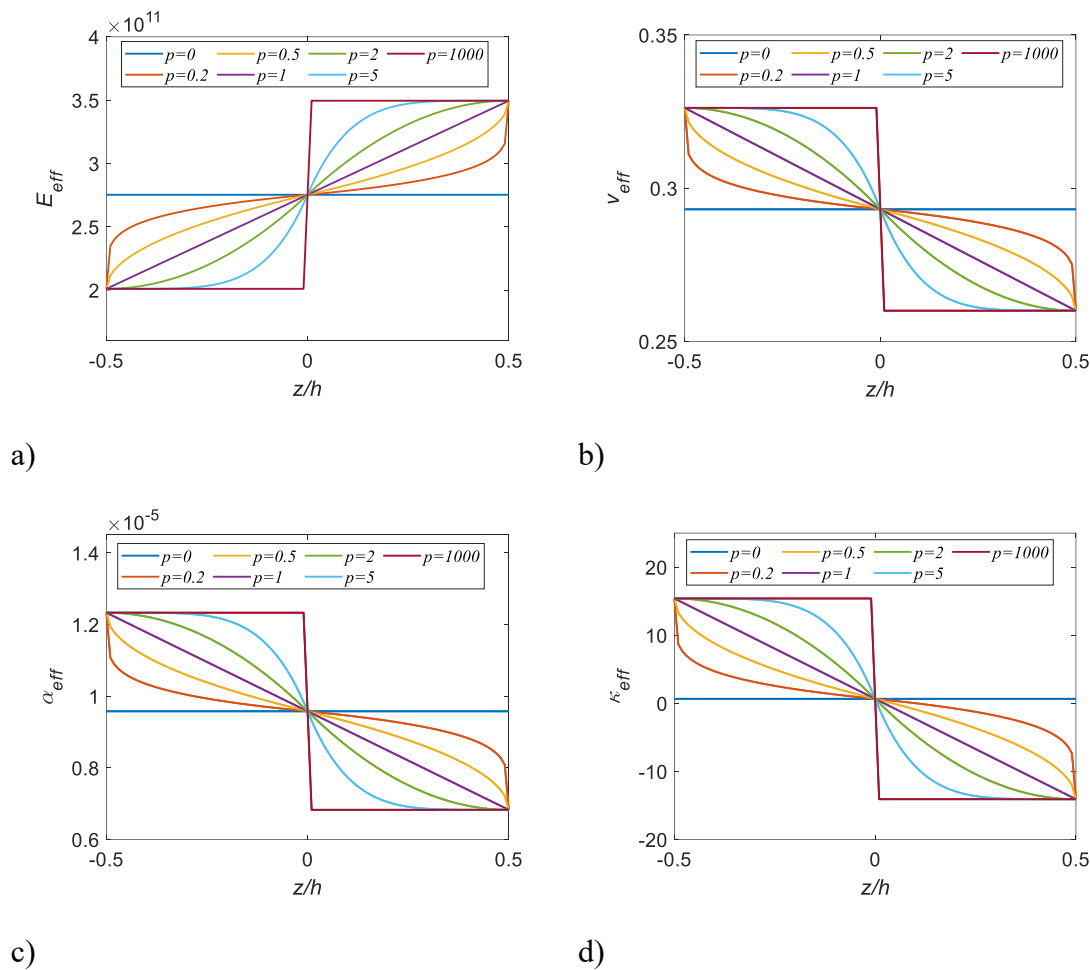 ×10^11
4
3.5
3
2.5
2
E_eff
p=0 p=0.5 p=2 p=1000
p=0.2 p=1 p=5
-0.5 0 0.5
z/h
a)
0.35
0.3
0.25
ν_eff
p=0 p=0.5 p=2 p=1000
p=0.2 p=1 p=5
-0.5 0 0.5
z/h
b)
×10^-5
1.4
1.2
1
0.8
0.6
α_eff
p=0 p=0.5 p=2 p=1000
p=0.2 p=1 p=5
-0.5 0 0.5
z/h
c)
20
10
0
-10
-20
κ_eff
p=0 p=0.5 p=2 p=1000
p=0.2 p=1 p=5
-0.5 0 0.5
z/h
d)